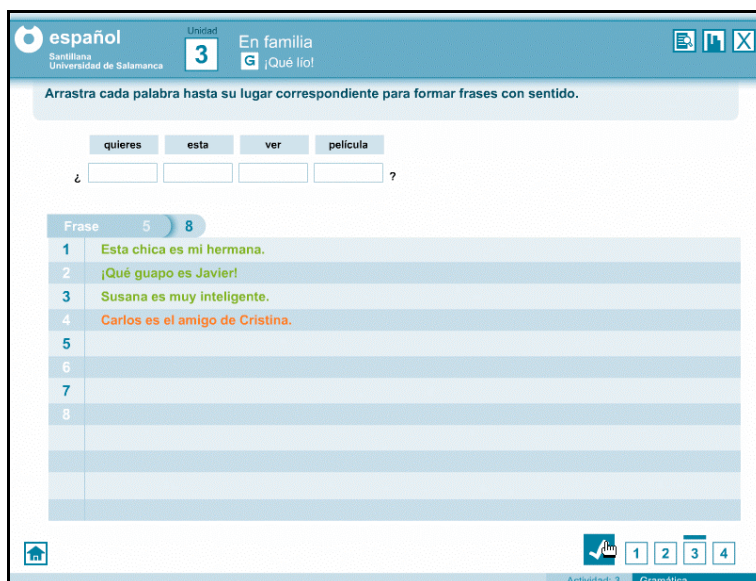 español
Santillana
Universidad de Salamanca
Unidad
3
En familia
G ¡Qué lío!
Arrastra cada palabra hasta su lugar correspondiente para formar frases con sentido.
quieres esta ver película
¿ ?
Frase 5 8
1 Esta chica es mi hermana.
2 ¡Qué guapo es Javier!
3 Susana es muy inteligente.
4 Carlos es el amigo de Cristina.
5
6
7
8
1 2 3 4
Actividad: 3 Gramática